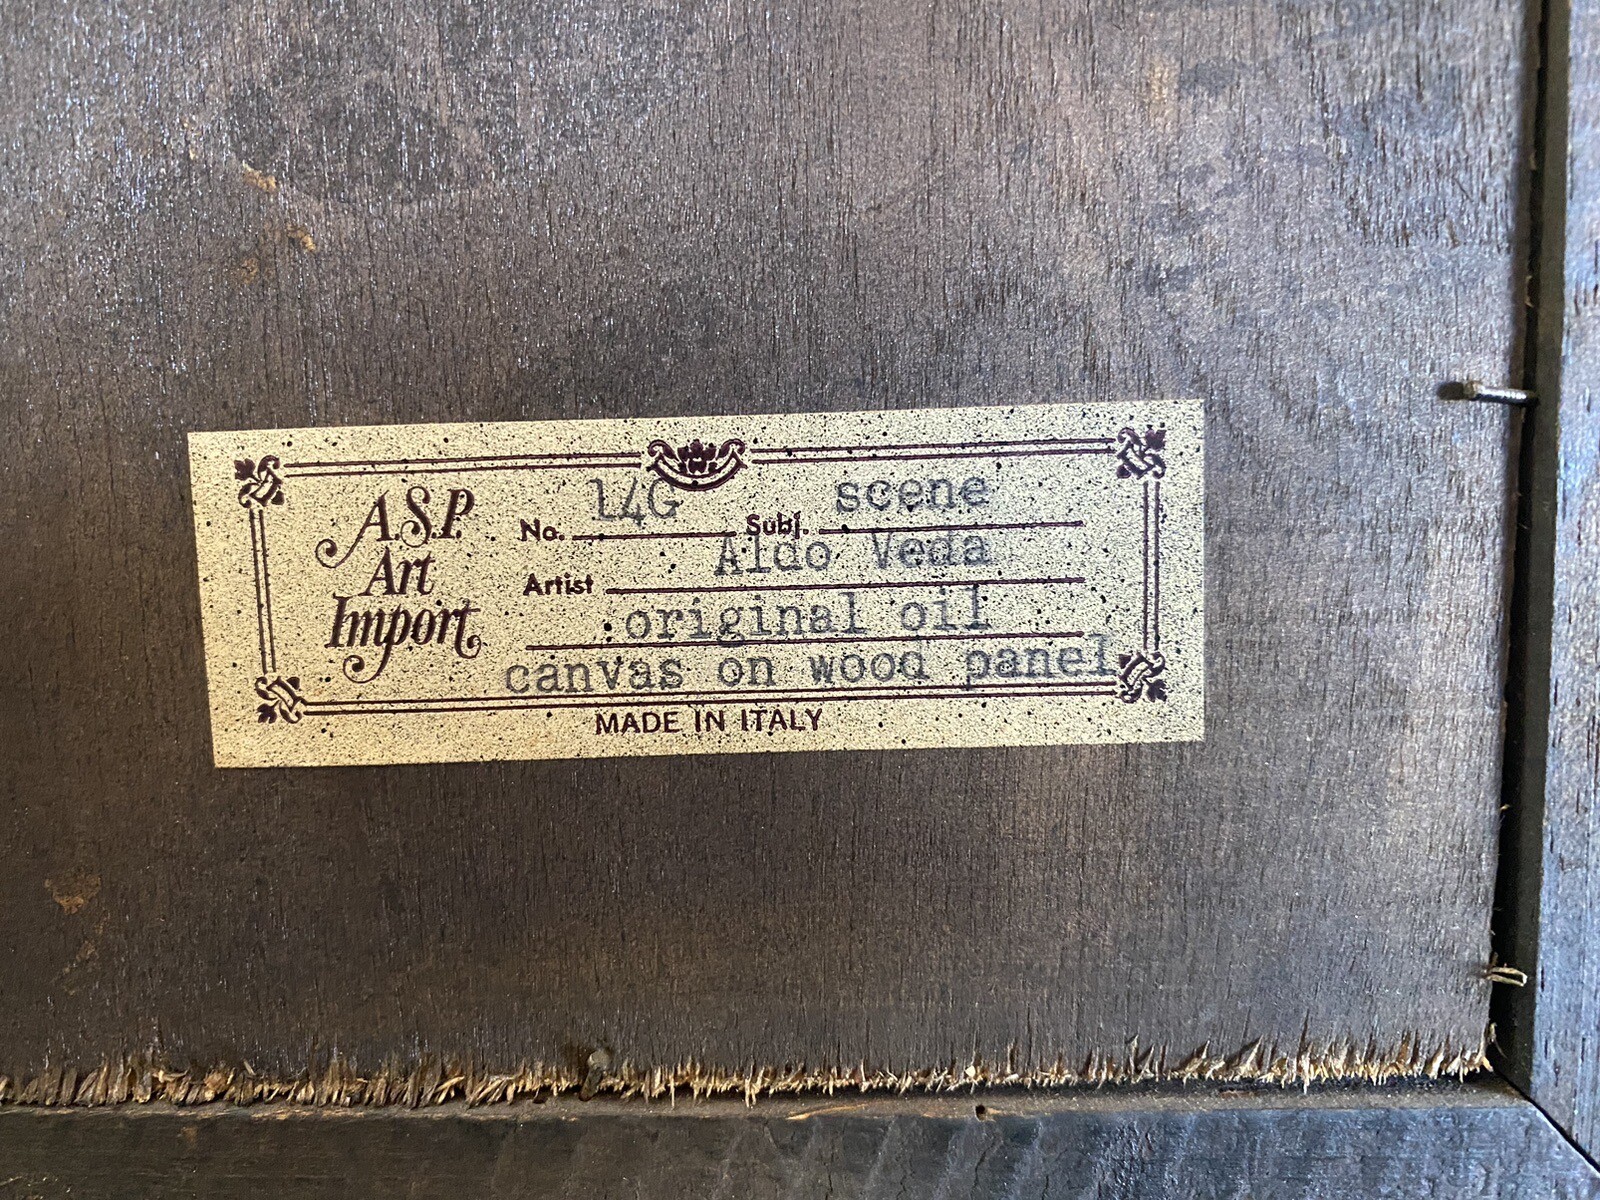 A.S.P.
Art
Import
No. 14G Subj. scene
Artist Aldo Veda
original oil
canvas on wood panel
MADE IN ITALY